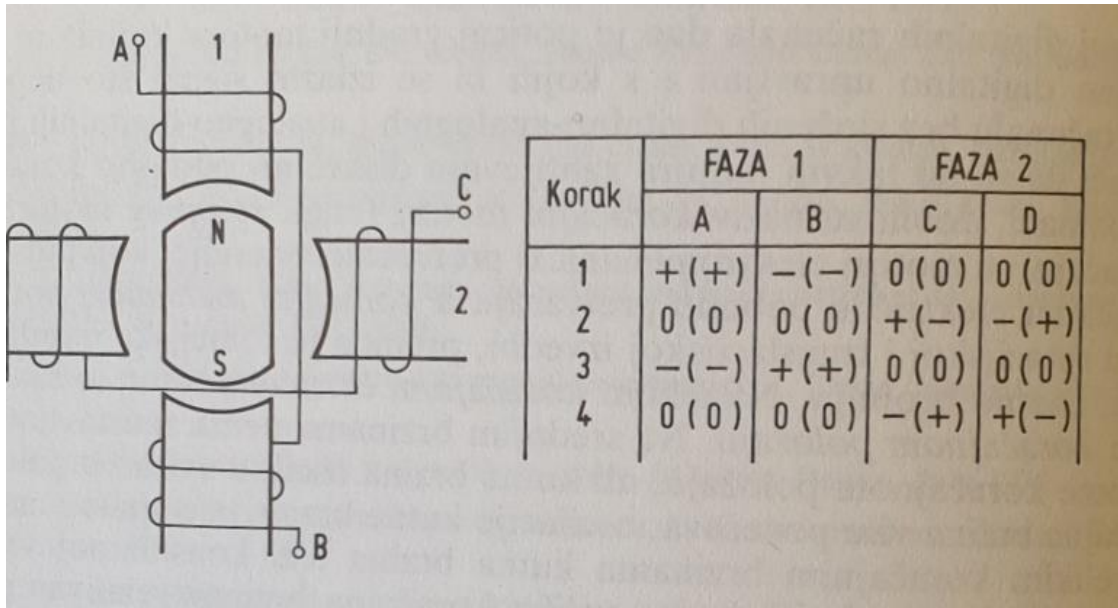 A
1
N
S
C
2
B
Korak FAZA 1 FAZA 2
A B C D
1 +(+) −(−) 0(0) 0(0)
2 0(0) 0(0) +(−) −(+)
3 −(−) +(+) 0(0) 0(0)
4 0(0) 0(0) −(+) +(−)